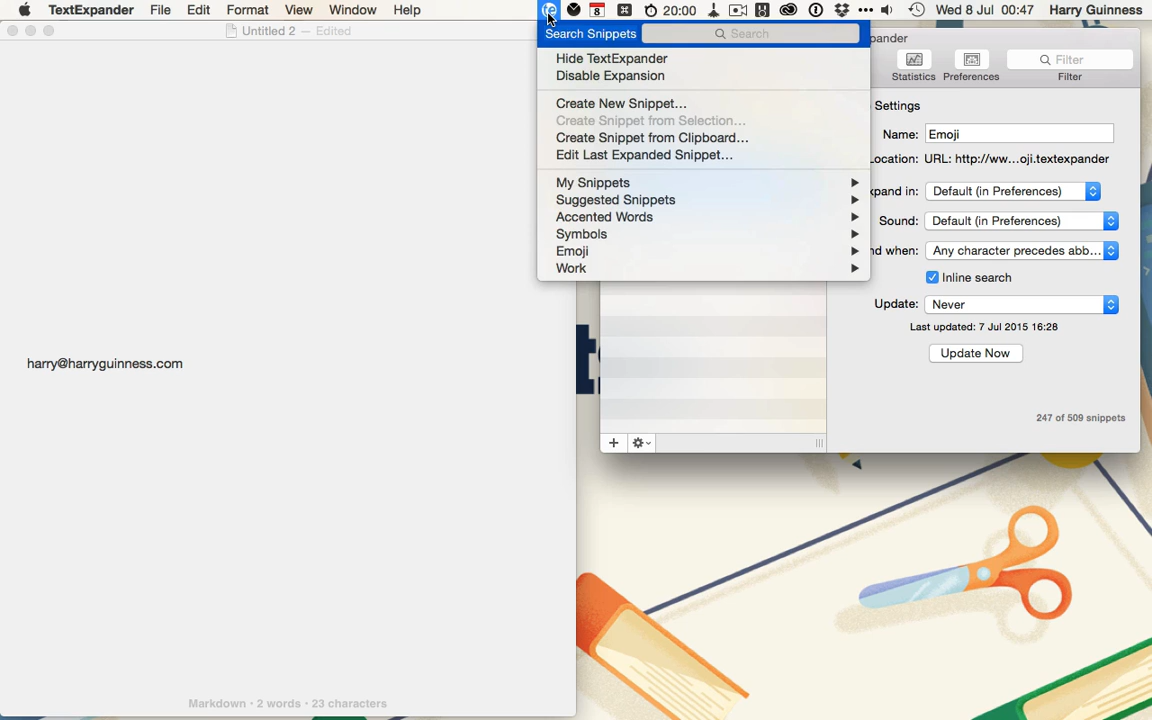 TextExpander File Edit Format View Window Help 20:00 Wed 8 Jul 00:47 Harry Guinness
8
Untitled 2 — Edited
Search Snippets Search
Hide TextExpander
Disable Expansion
Create New Snippet...
Create Snippet from Selection...
Create Snippet from Clipboard...
Edit Last Expanded Snippet...
My Snippets
Suggested Snippets
Accented Words
Symbols
Emoji
Work
xpander
Filter
Statistics Preferences Filter
Settings
Name: Emoji
ocation: URL: http://ww...oji.textexpander
xpand in: Default (in Preferences)
Sound: Default (in Preferences)
nd when: Any character precedes abb...
Inline search
Update: Never
Last updated: 7 Jul 2015 16:28
Update Now
247 of 509 snippets
harry@harryguinness.com
Markdown · 2 words · 23 characters